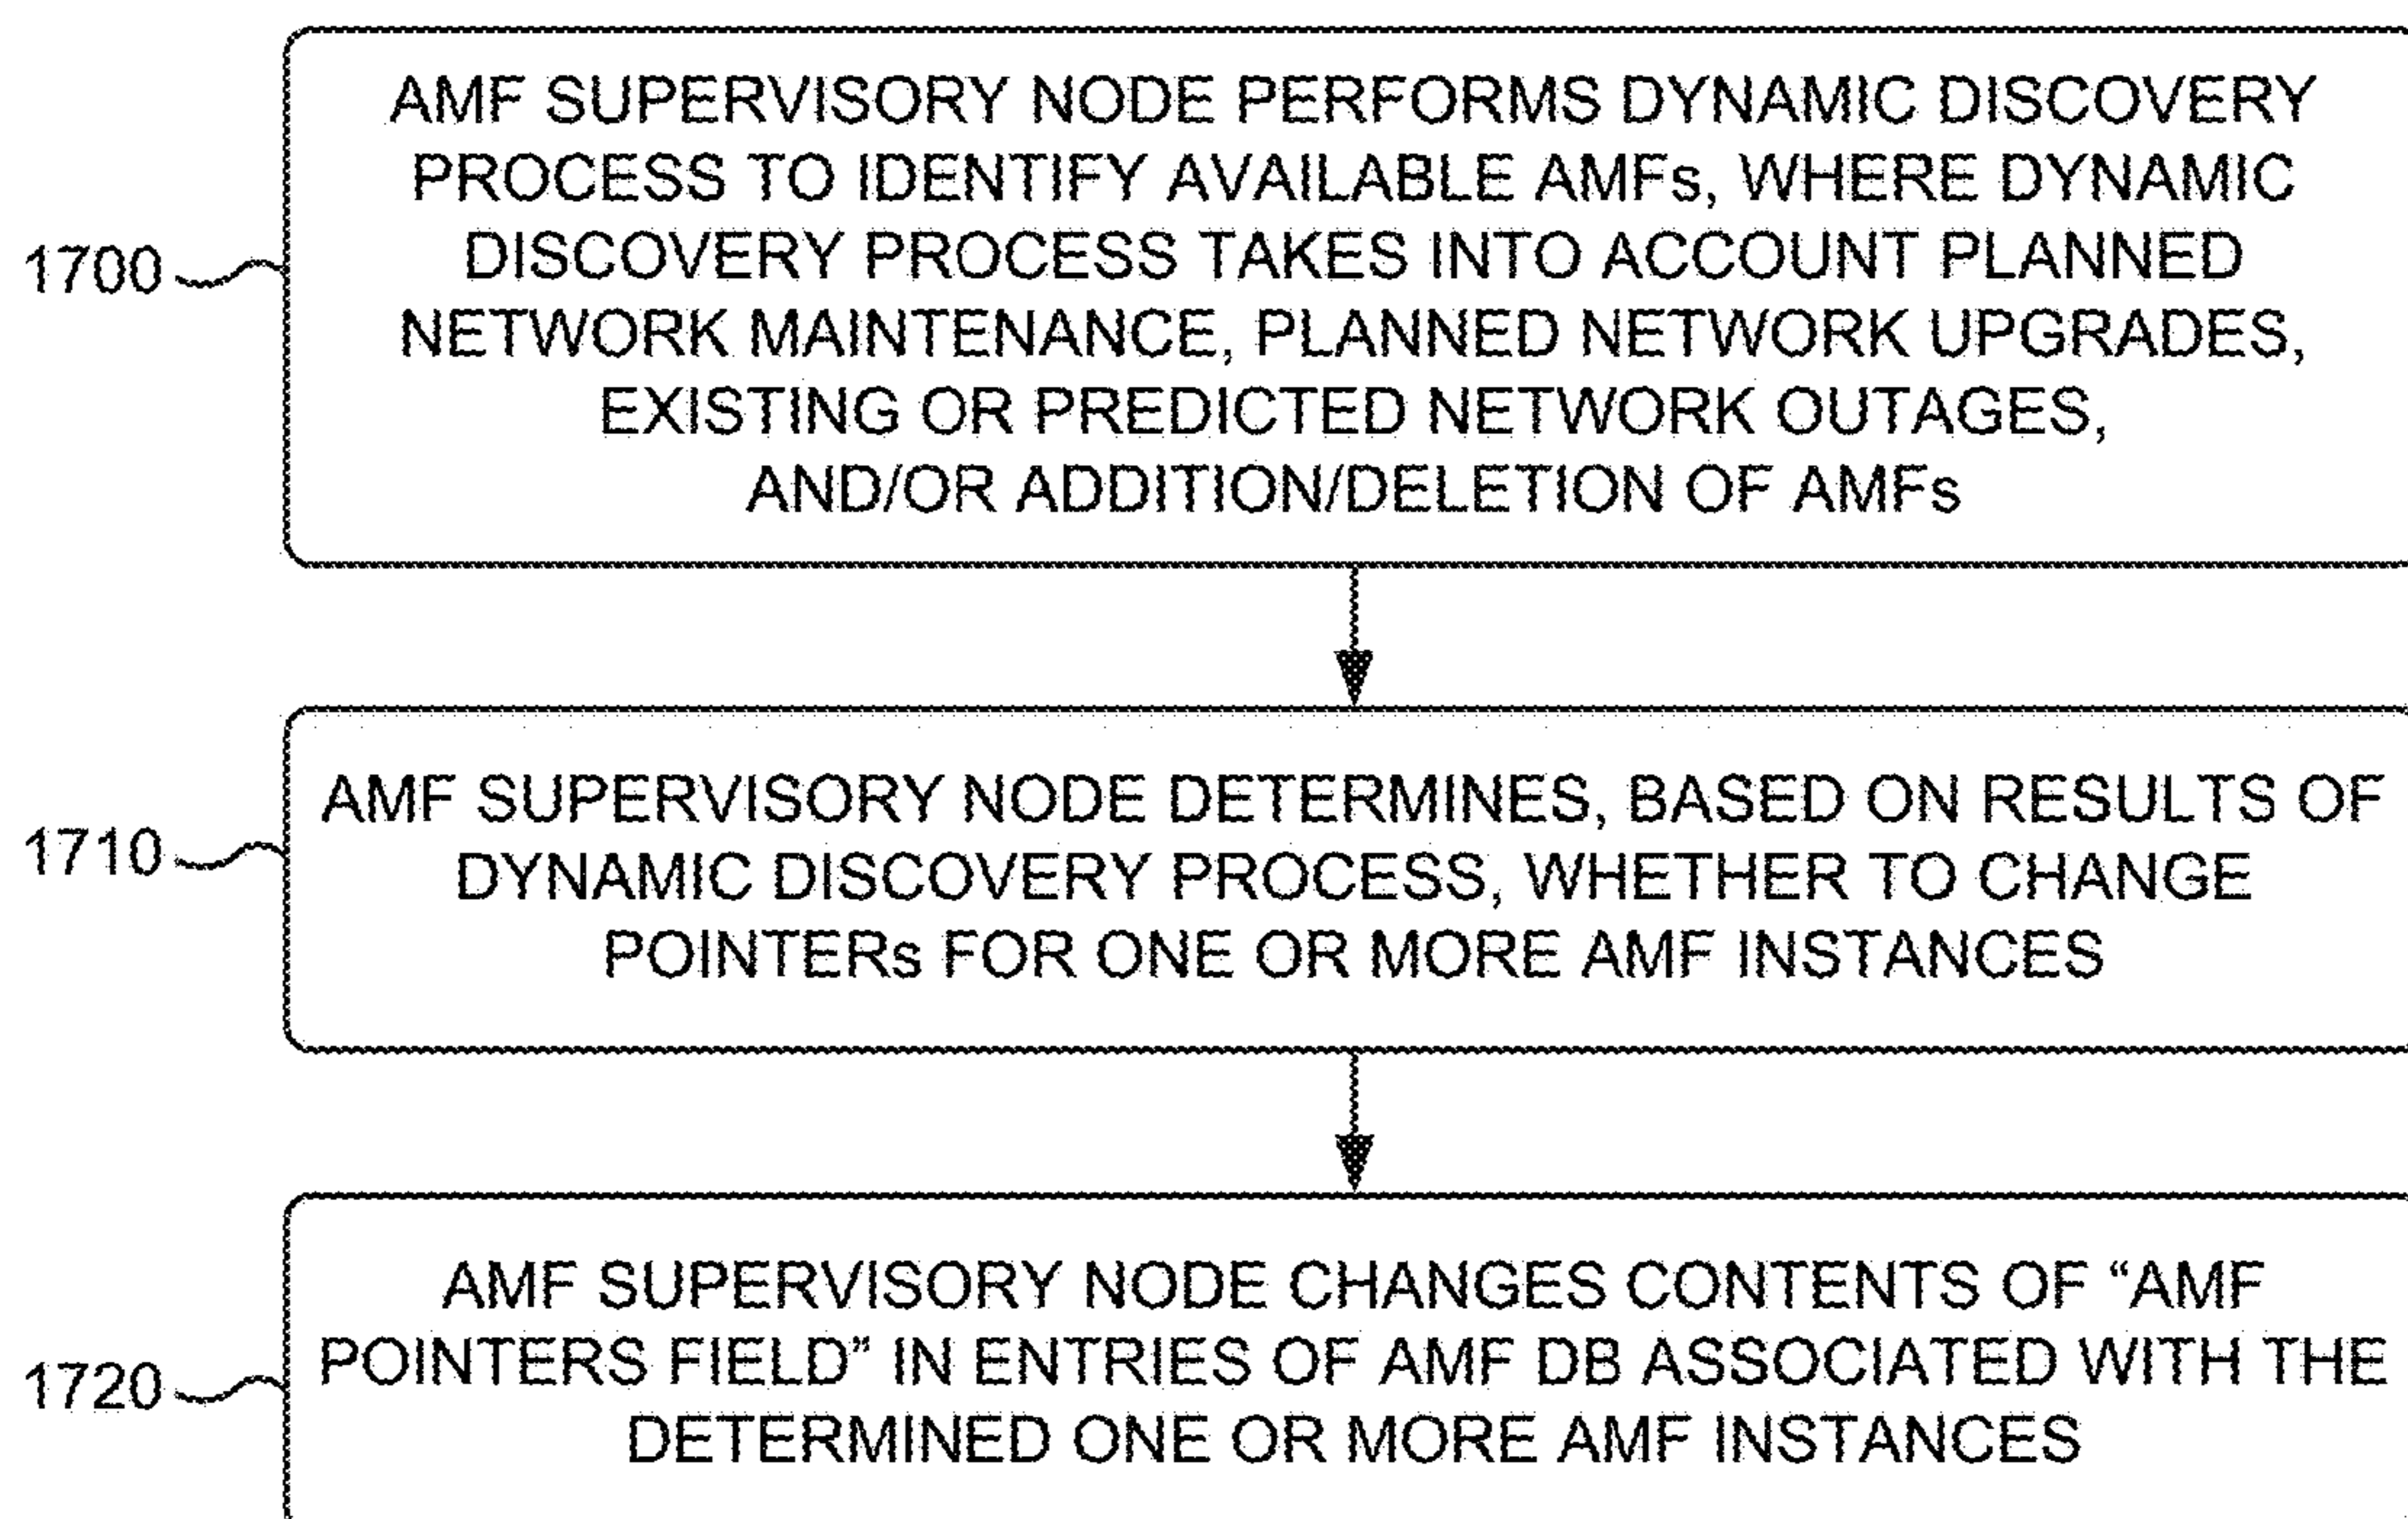 AMF SUPERVISORY NODE PERFORMS DYNAMIC DISCOVERY
PROCESS TO IDENTIFY AVAILABLE AMFs, WHERE DYNAMIC
1700 DISCOVERY PROCESS TAKES INTO ACCOUNT PLANNED
NETWORK MAINTENANCE, PLANNED NETWORK UPGRADES,
EXISTING OR PREDICTED NETWORK OUTAGES,
AND/OR ADDITION/DELETION OF AMFs
AMF SUPERVISORY NODE DETERMINES, BASED ON RESULTS OF
1710 DYNAMIC DISCOVERY PROCESS, WHETHER TO CHANGE
POINTERs FOR ONE OR MORE AMF INSTANCES
AMF SUPERVISORY NODE CHANGES CONTENTS OF “AMF
1720 POINTERS FIELD” IN ENTRIES OF AMF DB ASSOCIATED WITH THE
DETERMINED ONE OR MORE AMF INSTANCES